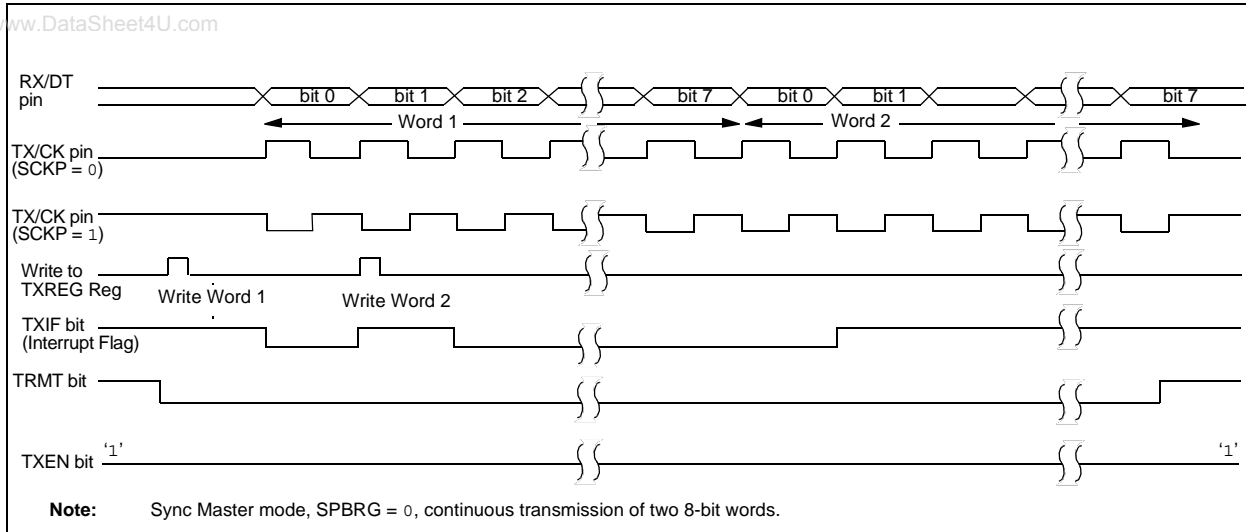 www.DataSheet4U.com
RX/DT
pin
bit 0 bit 1 bit 2 bit 7 bit 0 bit 1 bit 7
Word 1 Word 2
TX/CK pin
(SCKP = 0)
TX/CK pin
(SCKP = 1)
Write to
TXREG Reg
Write Word 1 Write Word 2
TXIF bit
(Interrupt Flag)
TRMT bit
TXEN bit ‘1’ ‘1’
Note: Sync Master mode, SPBRG = 0, continuous transmission of two 8-bit words.